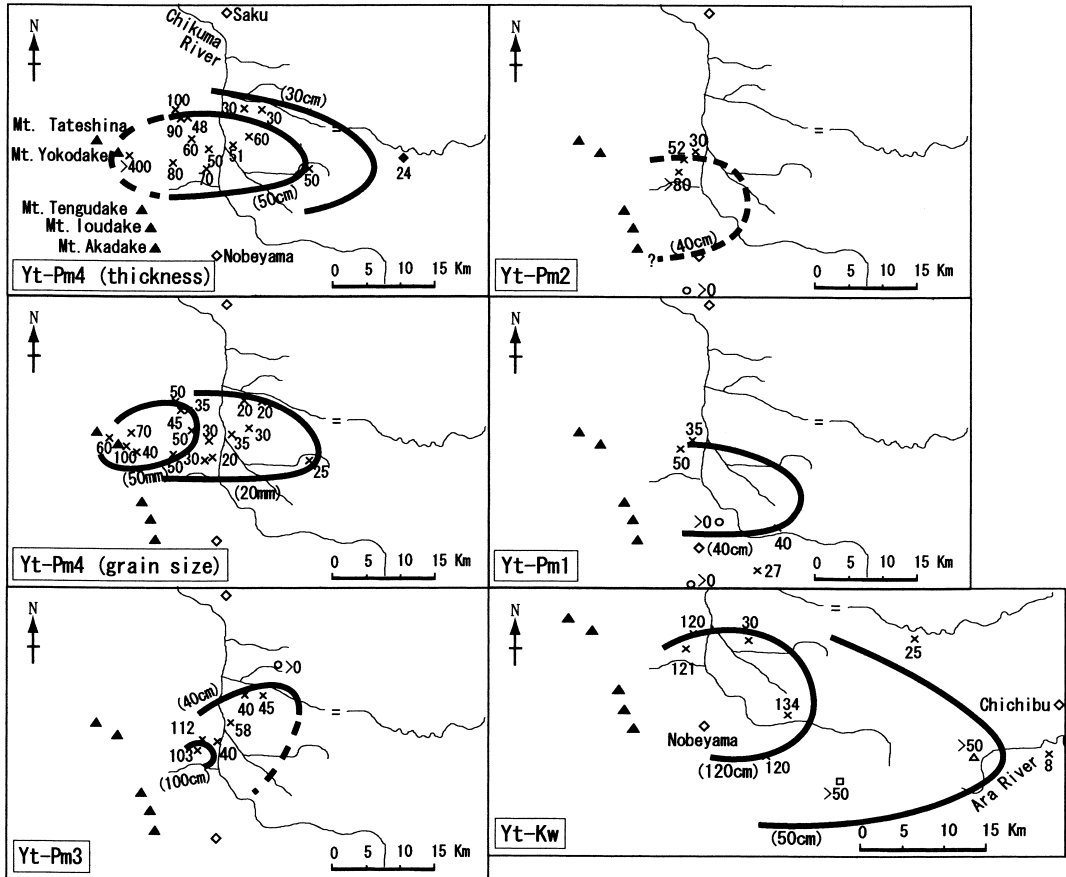 N
Saku
Chikuma
River
(30cm)
100
30
30
90
48
60
Mt. Tateshina
60
51
50
Mt. Yokodake
>400
80
70
50
24
(50cm)
Mt. Tengudake
Mt. Ioudake
Mt. Akadake
Nobeyama
Yt-Pm4 (thickness)
0 5 10 15 Km
N
30
52
>80
(40cm)
?
>0
Yt-Pm2
0 5 10 15 Km
N
50
35
45
20
20
70
50
30
35
30
60
100
40
50
30
20
25
(50mm)
(20mm)
Yt-Pm4 (grain size)
0 5 10 15 Km
N
35
50
>0
(40cm)
40
27
>0
Yt-Pm1
0 5 10 15 Km
N
>0
(40cm)
40
45
58
112
103
40
(100cm)
Yt-Pm3
0 5 10 15 Km
N
120
30
25
121
134
Chichibu
Nobeyama
>50
8
(120cm)
120
>50
Ara River
(50cm)
Yt-Kw
0 5 10 15 Km